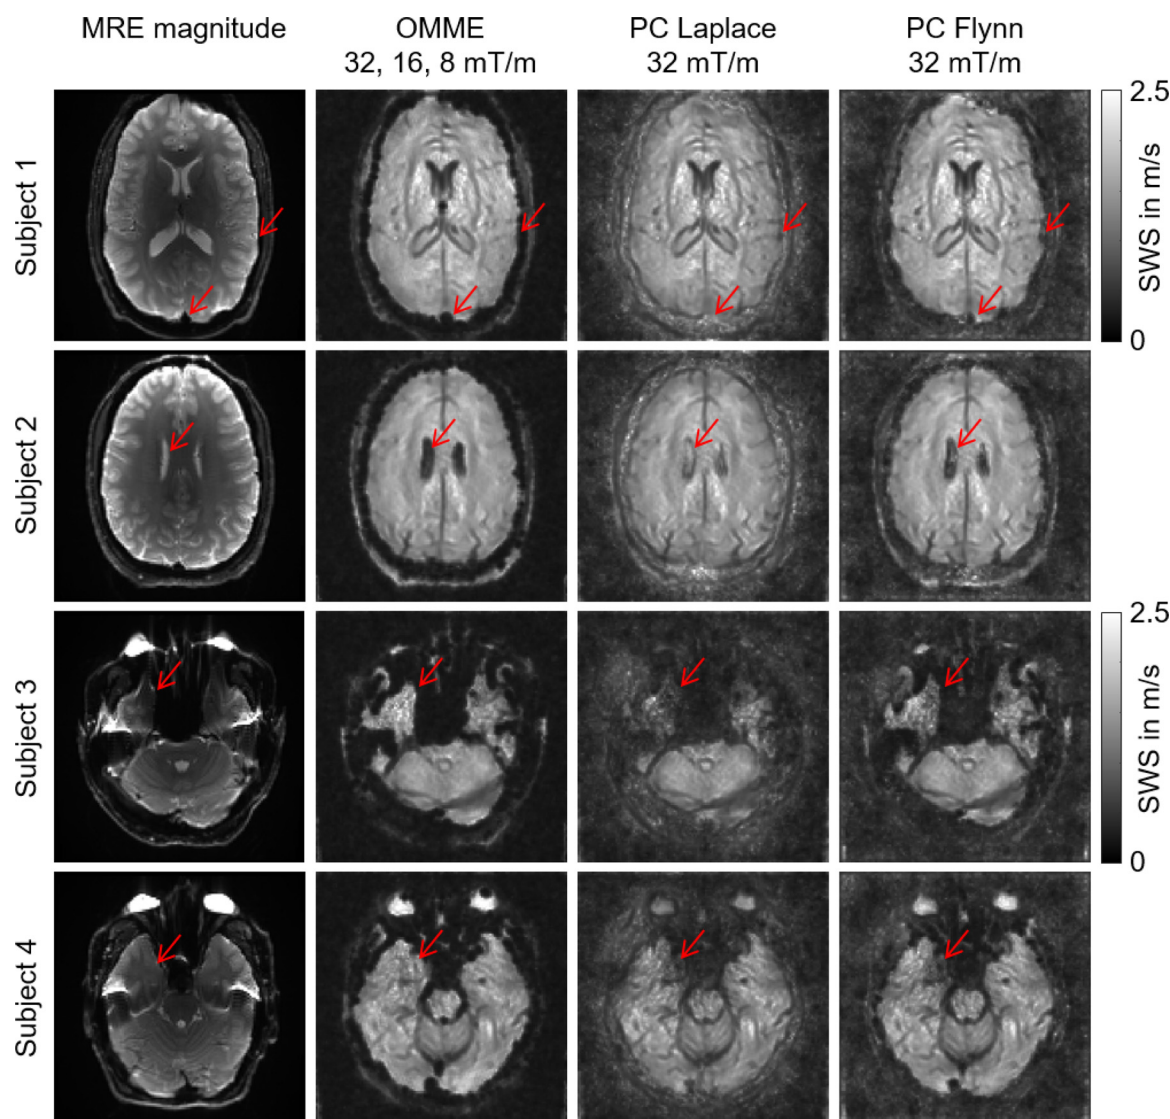 MRE magnitude
OMME
32, 16, 8 mT/m
PC Laplace
32 mT/m
PC Flynn
32 mT/m
Subject 1
2.5
SWS in m/s
0
Subject 2
Subject 3
2.5
SWS in m/s
0
Subject 4